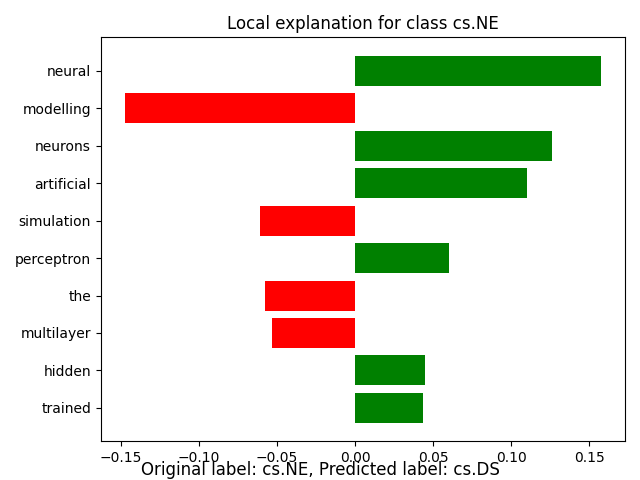 Local explanation for class cs.NE
neural
modelling
neurons
artificial
simulation
perceptron
the
multilayer
hidden
trained
−0.15 −0.10 −0.05 0.00 0.05 0.10 0.15
Original label: cs.NE, Predicted label: cs.DS